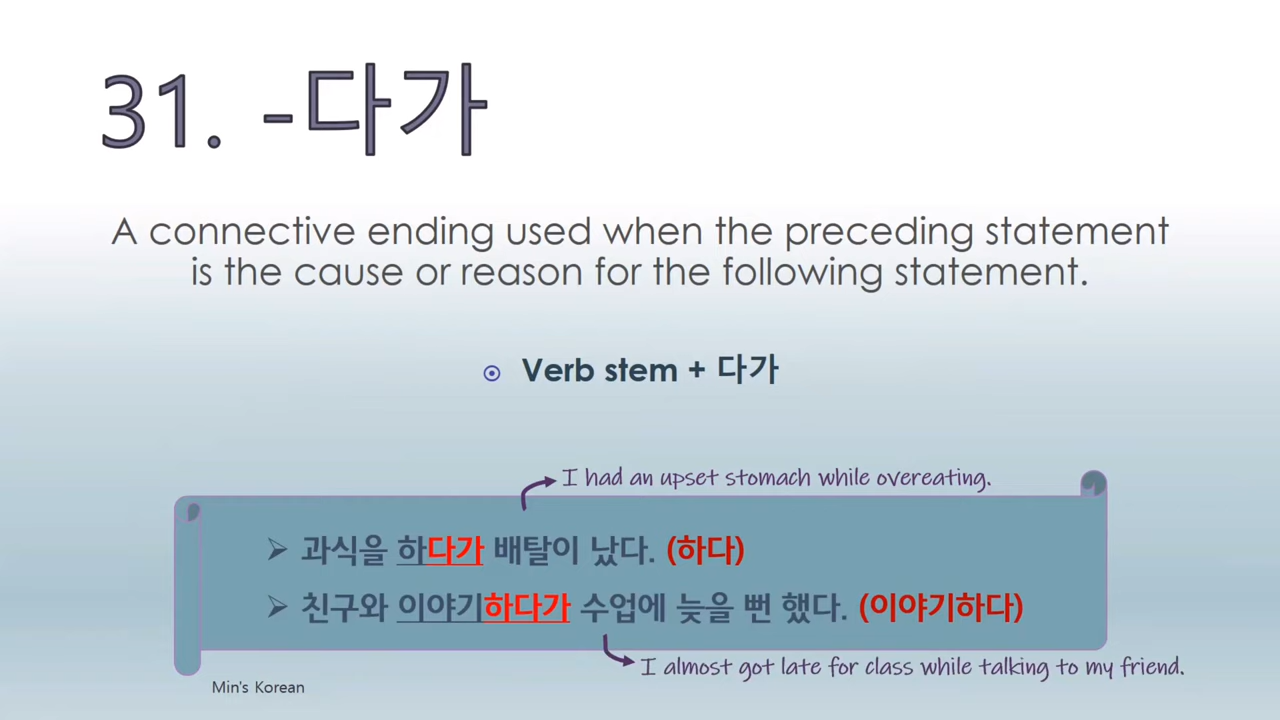 31. -다가
A connective ending used when the preceding statement
is the cause or reason for the following statement.
Verb stem + 다가
I had an upset stomach while overeating.
과식을 하다가 배탈이 났다. (하다)
친구와 이야기하다가 수업에 늦을 뻔 했다. (이야기하다)
I almost got late for class while talking to my friend.
Min's Korean